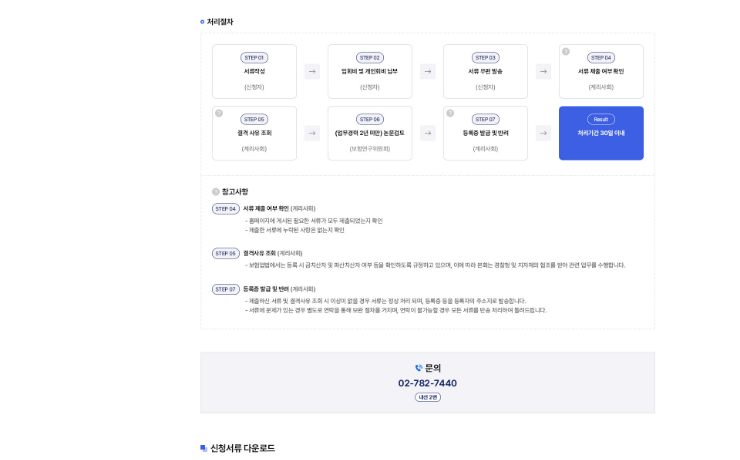 처리절차
STEP 01
서류작성
(신청자)
→
STEP 02
입회비 및 개인회비 납부
(신청자)
→
STEP 03
서류 우편 발송
(신청자)
→
?
STEP 04
서류 제출 여부 확인
(계리사회)
?
STEP 05
결격 사유 조회
(계리사회)
→
STEP 06
(업무경력 2년 미만) 논문검토
(보험연구위원회)
→
?
STEP 07
등록증 발급 및 반려
(계리사회)
→
Result
처리기간 30일 이내
? 참고사항
STEP 04 서류 제출 여부 확인 (계리사회)
- 홈페이지에 게시된 필요한 서류가 모두 제출되었는지 확인
- 제출한 서류에 누락된 사항은 없는지 확인
STEP 05 결격사유 조회 (계리사회)
- 보험업법에서는 등록 시 금치산자 및 파산자 여부 등을 확인하도록 규정하고 있으며, 이에 따라 본회는 경찰청 및 지자체의 협조를 받아 관련 업무를 수행합니다.
STEP 07 등록증 발급 및 반려 (계리사회)
- 제출하신 서류 및 결격사유 조회 시 이상이 없을 경우 서류는 정상 처리 되며, 등록증 등을 등록자의 주소지로 발송합니다.
- 서류에 문제가 있는 경우 별도로 연락을 통해 보완 절차를 거치며, 연락이 불가능할 경우 모든 서류를 반송 처리하여 돌려드립니다.
문의
02-782-7440
내선 2번
신청서류 다운로드